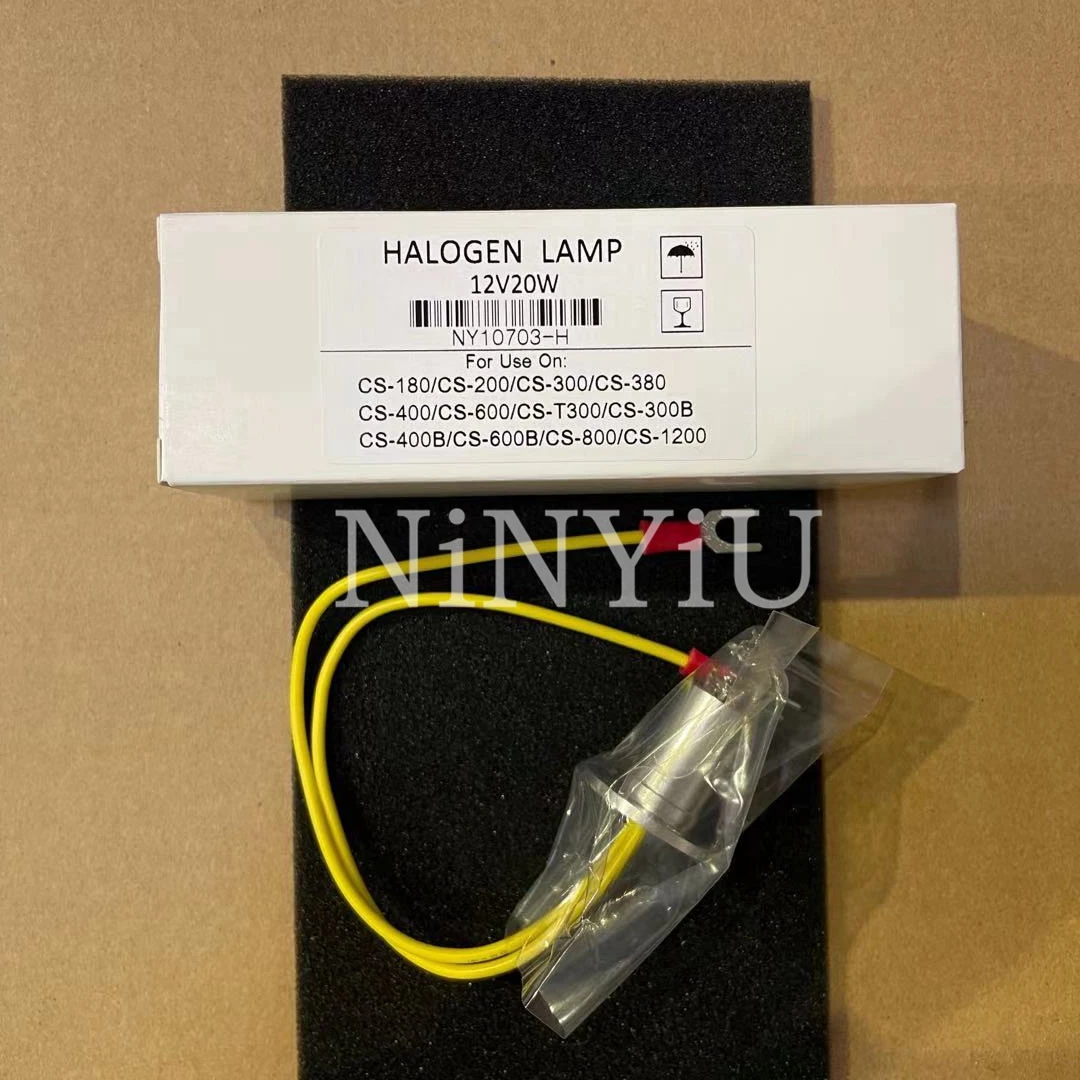 HALOGEN LAMP
12V20W
NY10703-H
For Use On:
CS-180/CS-200/CS-300/CS-380
CS-400/CS-600/CS-T300/CS-300B
CS-400B/CS-600B/CS-800/CS-1200
NiNYiU